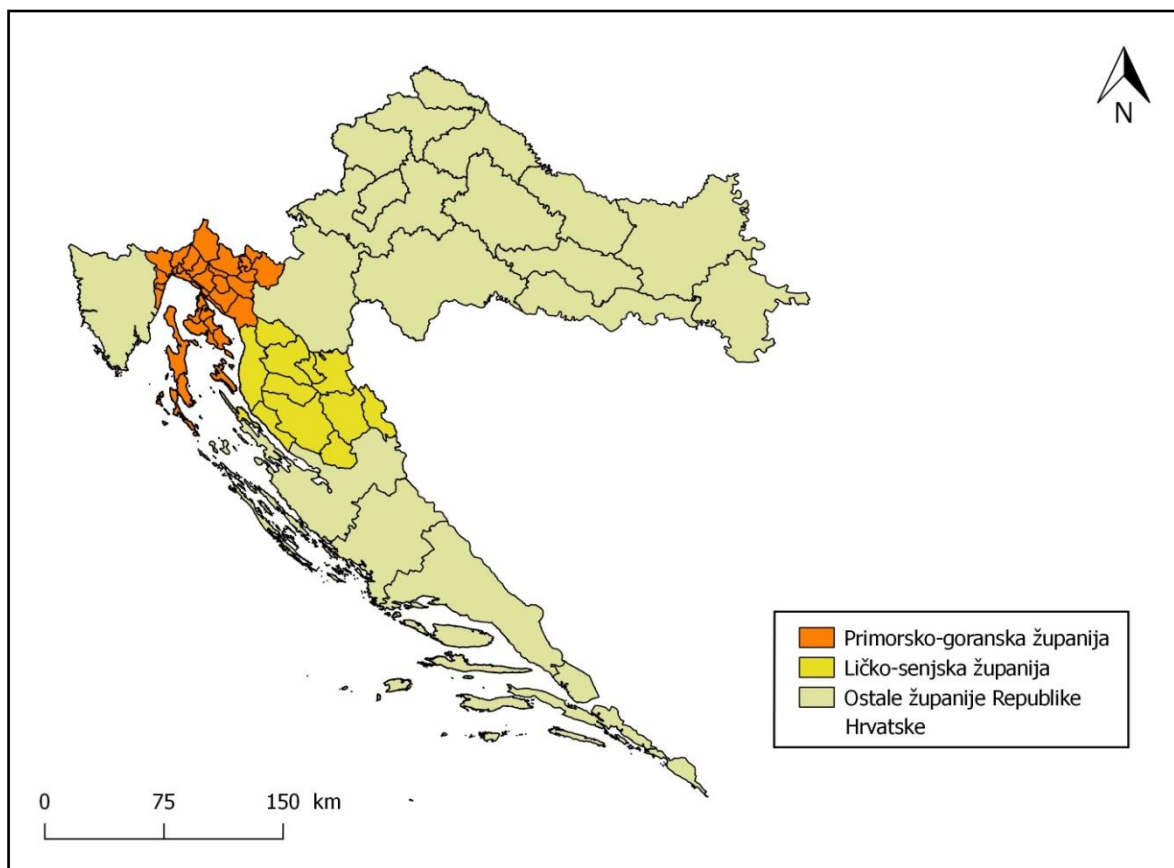 N
Primorsko-goranska županija
Ličko-senjska županija
Ostale županije Republike
Hrvatske
0 75 150 km